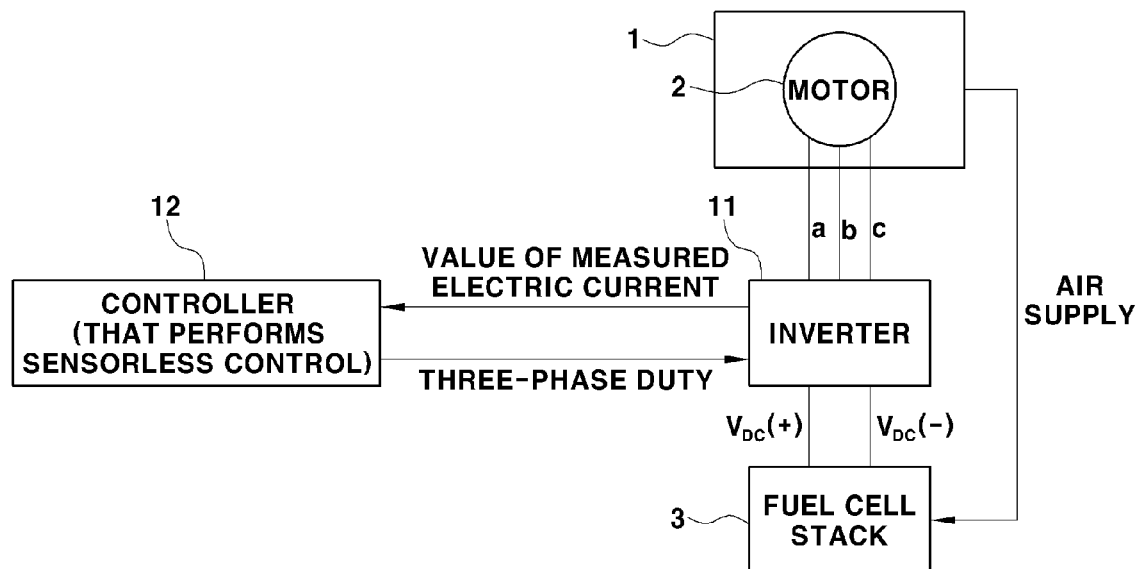 1
2
MOTOR
12
11
a
b
c
VALUE OF MEASURED
ELECTRIC CURRENT
CONTROLLER
(THAT PERFORMS
SENSORLESS CONTROL)
INVERTER
AIR
SUPPLY
THREE-PHASE DUTY
VDC(+)
VDC(-)
3
FUEL CELL
STACK